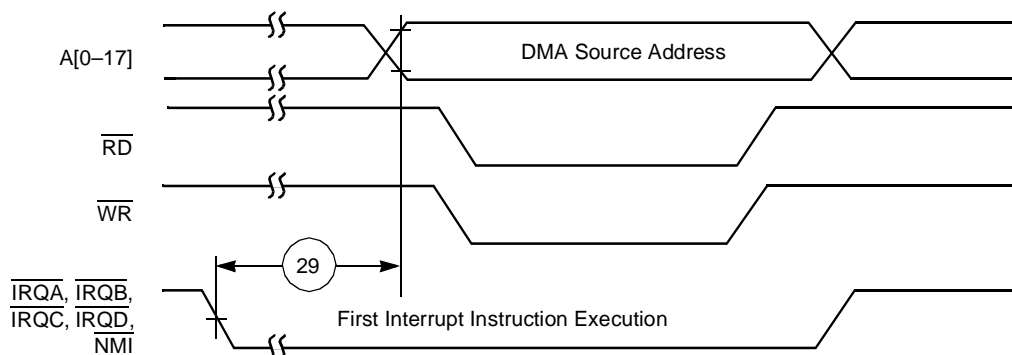 A[0–17]
DMA Source Address
RD
WR
29
IRQA, IRQB,
IRQC, IRQD,
NMI
First Interrupt Instruction Execution